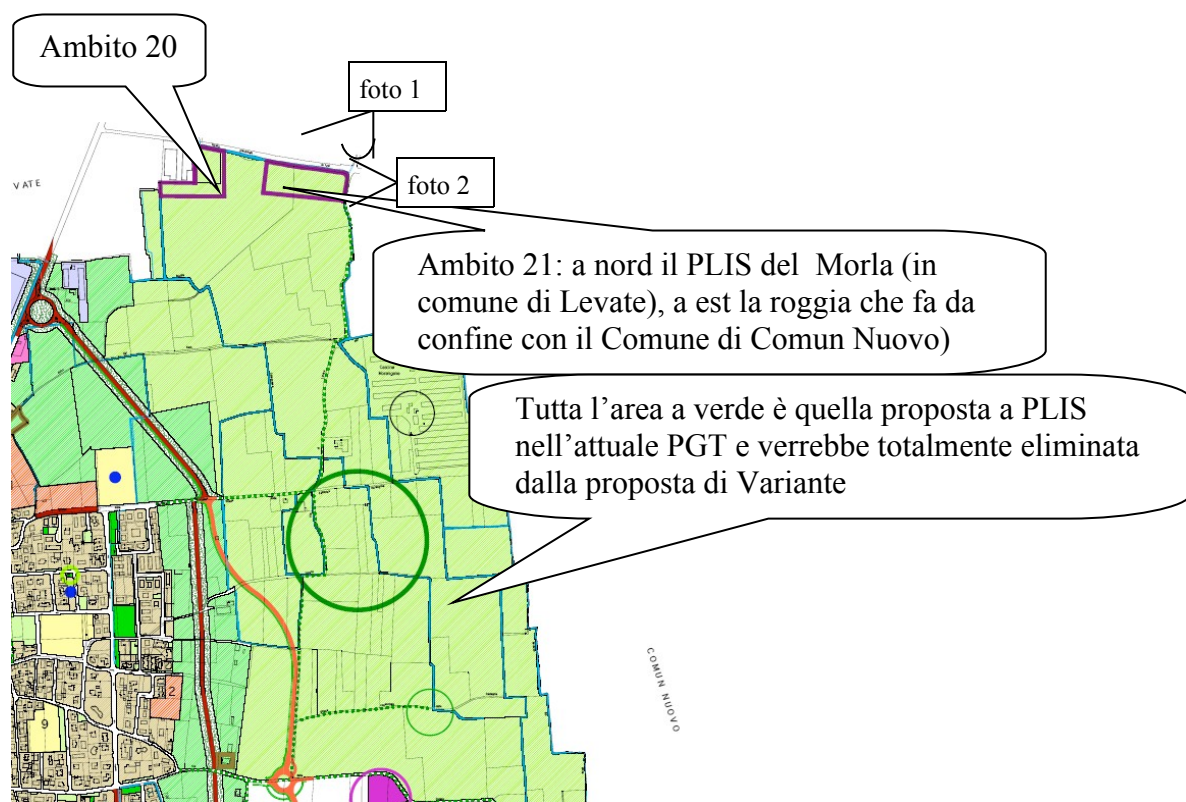 Ambito 20
foto 1
foto 2
VATE
Ambito 21: a nord il PLIS del Morla (in
comune di Levate), a est la roggia che fa da
confine con il Comune di Comun Nuovo)
Tutta l’area a verde è quella proposta a PLIS
nell’attuale PGT e verrebbe totalmente eliminata
dalla proposta di Variante
COMUN NUOVO
2
9